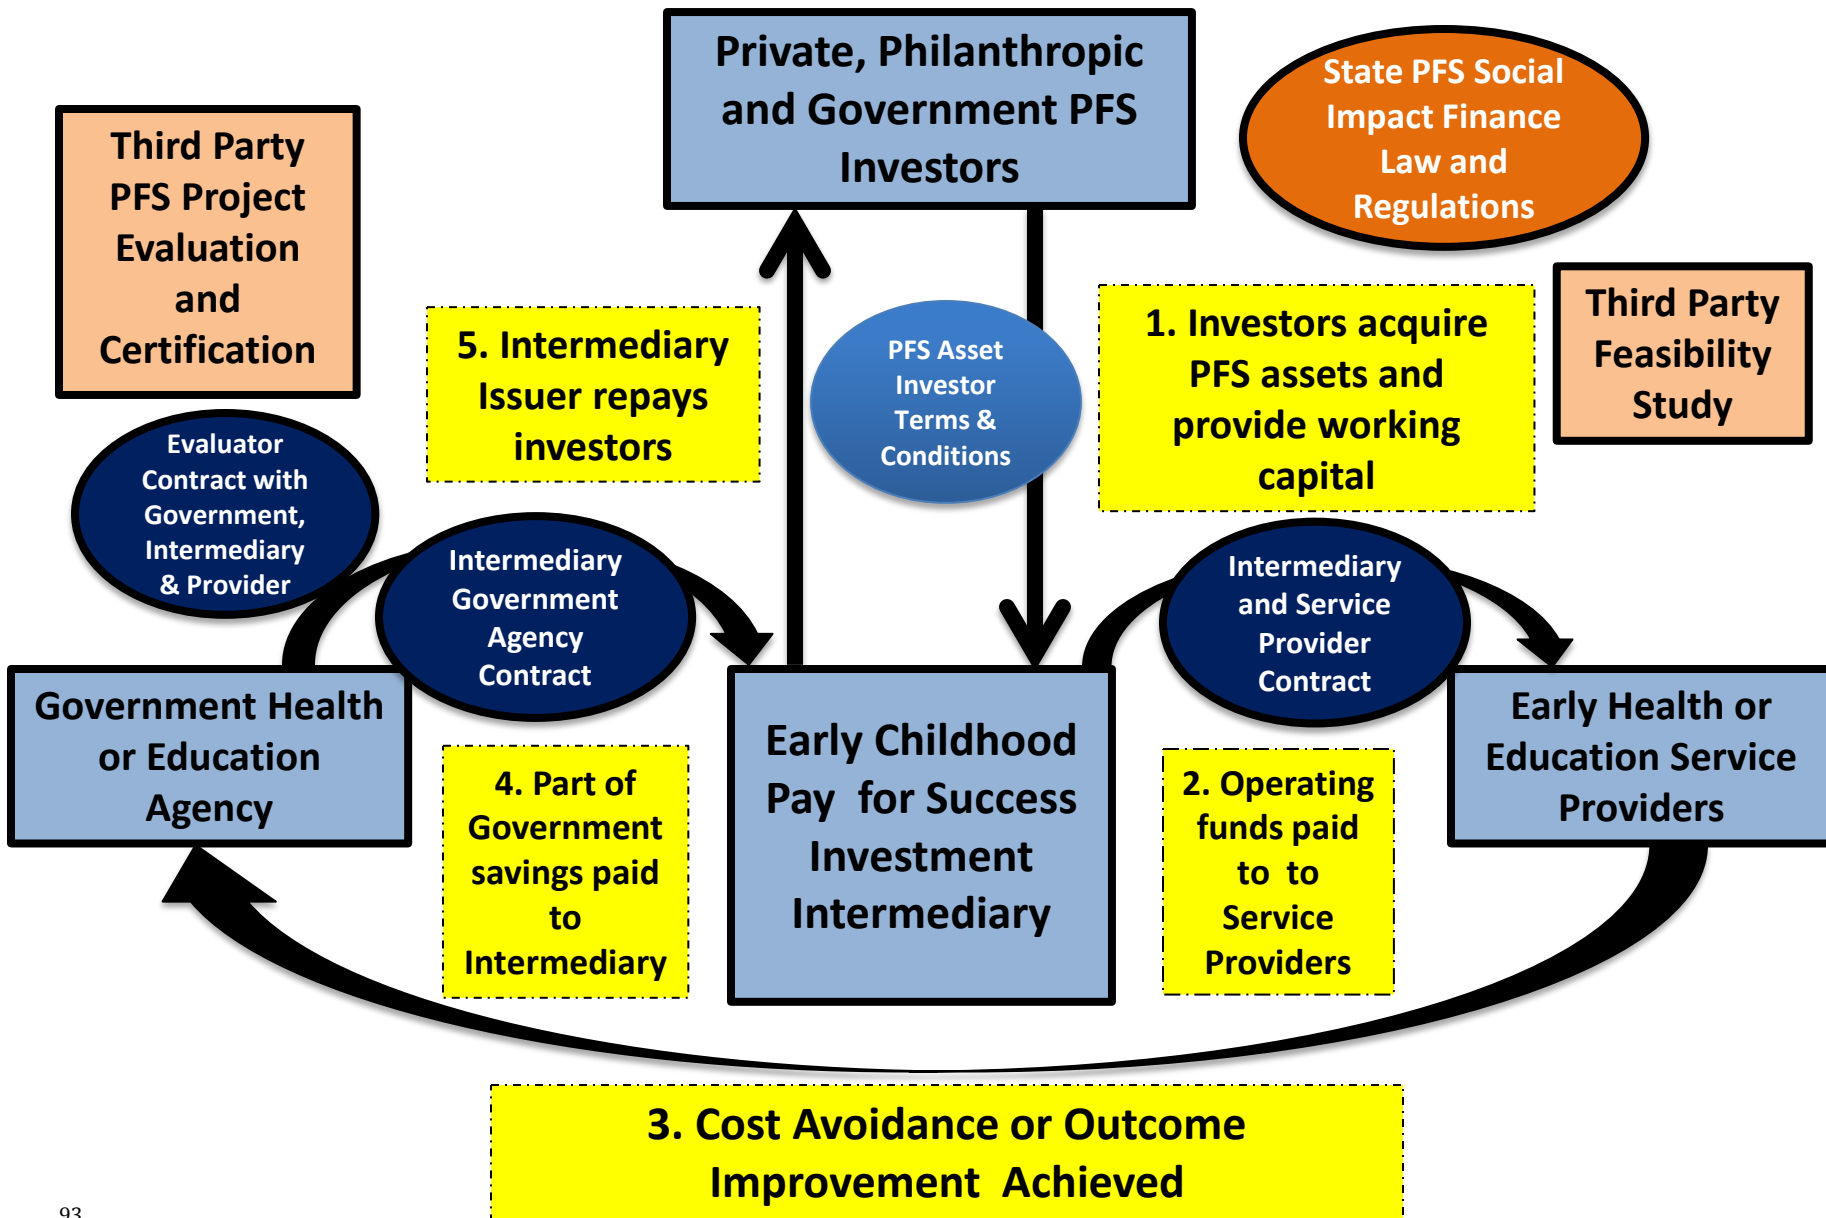 Private, Philanthropic
and Government PFS
Investors
State PFS Social
Impact Finance
Law and
Regulations
Third Party
PFS Project
Evaluation
and
Certification
5. Intermediary
Issuer repays
investors
PFS Asset
Investor
Terms &
Conditions
1. Investors acquire
PFS assets and
provide working
capital
Third Party
Feasibility
Study
Evaluator
Contract with
Government,
Intermediary
& Provider
Intermediary
Government
Agency
Contract
Intermediary
and Service
Provider
Contract
Government Health
or Education
Agency
4. Part of
Government
savings paid
to
Intermediary
Early Childhood
Pay  for Success
Investment
Intermediary
2. Operating
funds paid
to  to
Service
Providers
Early Health or
Education Service
Providers
3. Cost Avoidance or Outcome
Improvement  Achieved
93